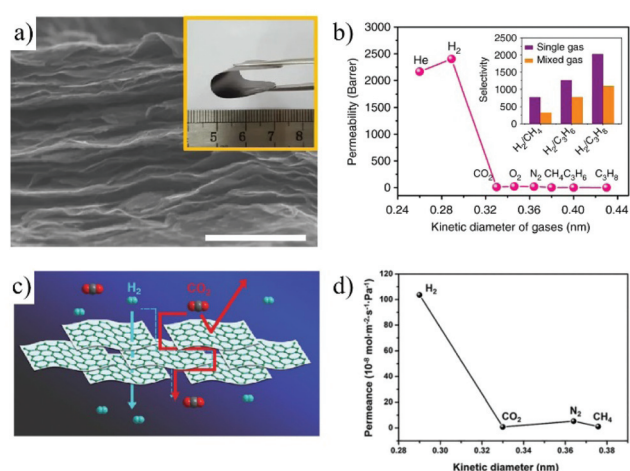 a)
5 6 7 8
b)
Permeability (Barrer)
3000
2500
2000
1500
1000
500
0
He
H₂
CO₂ O₂ N₂ CH₄ C₃H₆ C₃H₈
0.24 0.28 0.32 0.36 0.40 0.44
Kinetic diameter of gases (nm)
Selectivity
2500
2000
1500
1000
500
0
Single gas
Mixed gas
H₂/CH₄
H₂/C₃H₆
H₂/C₃H₈
c)
H₂
CO₂
d)
Permeance (10⁻⁸ mol·m⁻²·s⁻¹·Pa⁻¹)
120
100
80
60
40
20
0
H₂
CO₂
N₂
CH₄
0.28 0.30 0.32 0.34 0.36 0.38
Kinetic diameter (nm)